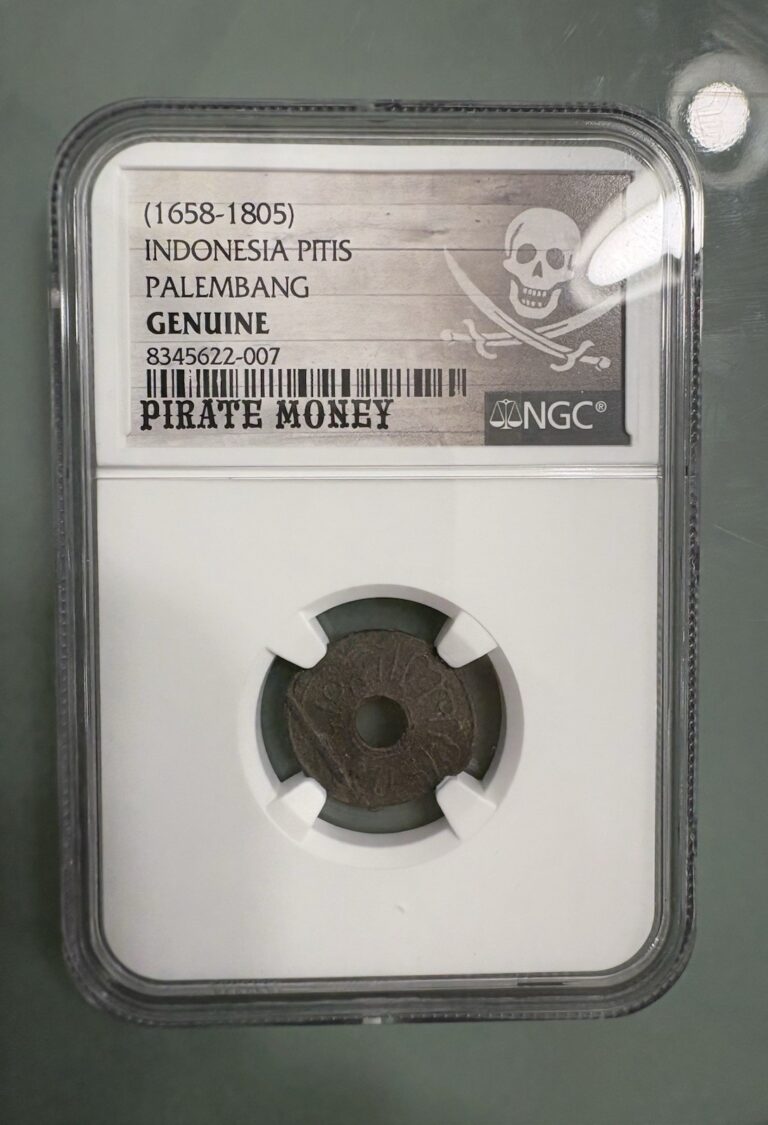 (1658-1805)
INDONESIA PITIS
PALEMBANG
GENUINE
8345622-007
PIRATE MONEY
NGC®